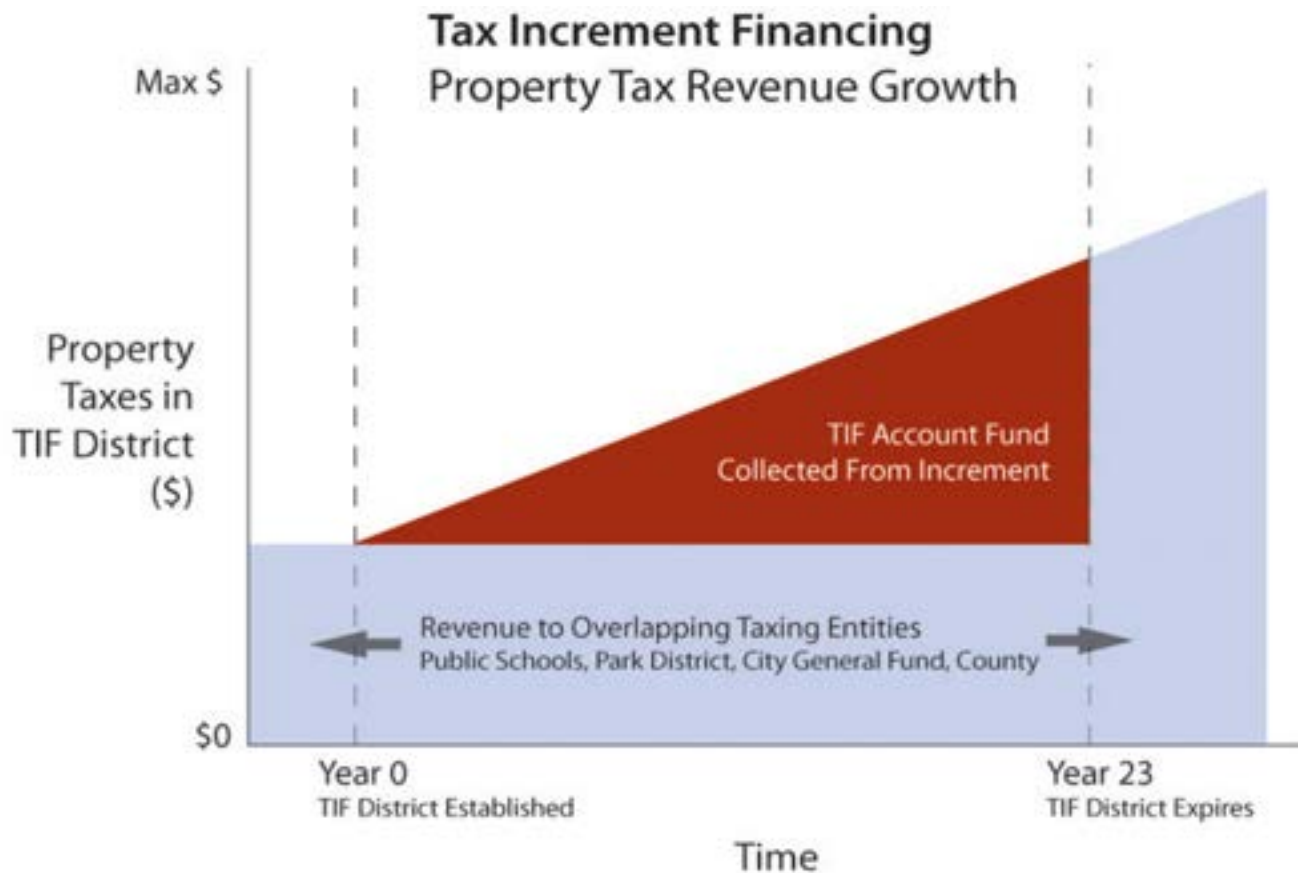 Tax Increment Financing
Property Tax Revenue Growth
Max $
Property
Taxes in
TIF District
($)
TIF Account Fund
Collected From Increment
Revenue to Overlapping Taxing Entities
Public Schools, Park District, City General Fund, County
$0
Year 0
TIF District Established
Year 23
TIF District Expires
Time